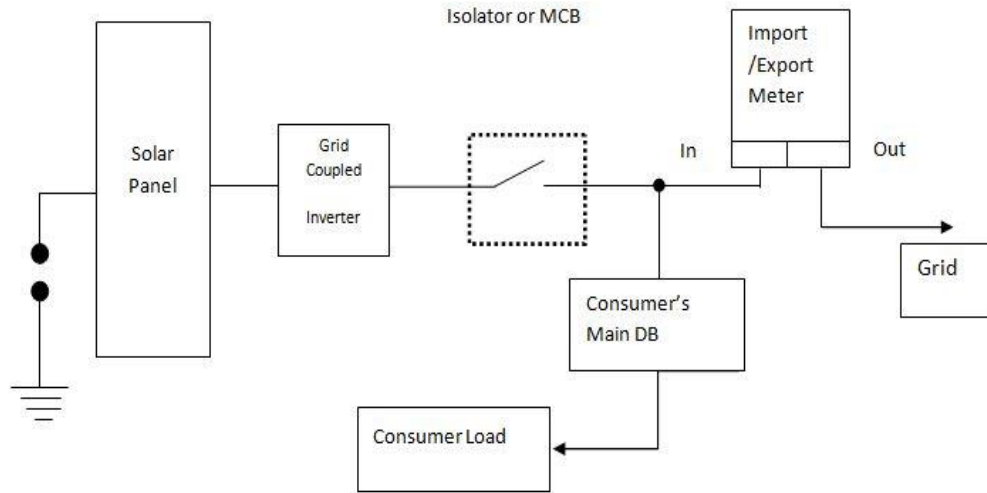 Isolator or MCB
Import
/Export
Meter
Solar
Panel
Grid
Coupled
Inverter
In
Out
Grid
Consumer's
Main DB
Consumer Load